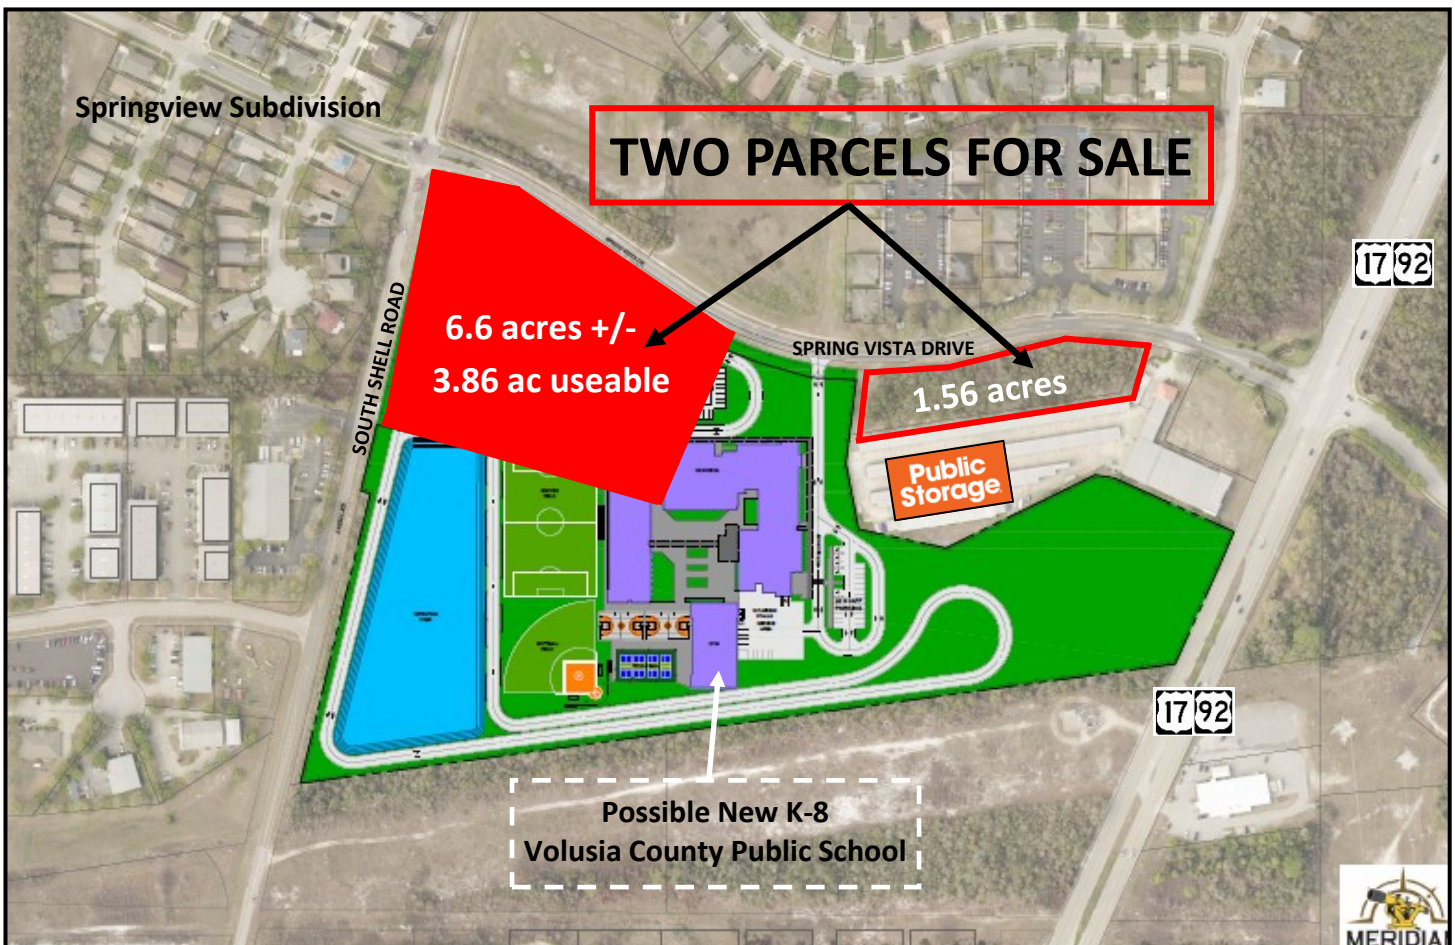 Springview Subdivision
TWO PARCELS FOR SALE
17 92
SOUTH SHELL ROAD
6.6 acres +/-
3.86 ac useable
SPRING VISTA DRIVE
1.56 acres
Public
Storage
17 92
Possible New K-8
Volusia County Public School
MERIDIA